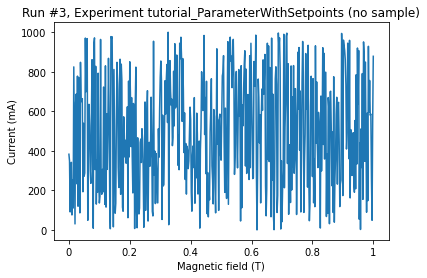 Run #3, Experiment tutorial_ParameterWithSetpoints (no sample)
Current (mA)
1000
800
600
400
200
0
0 0.2 0.4 0.6 0.8 1
Magnetic field (T)